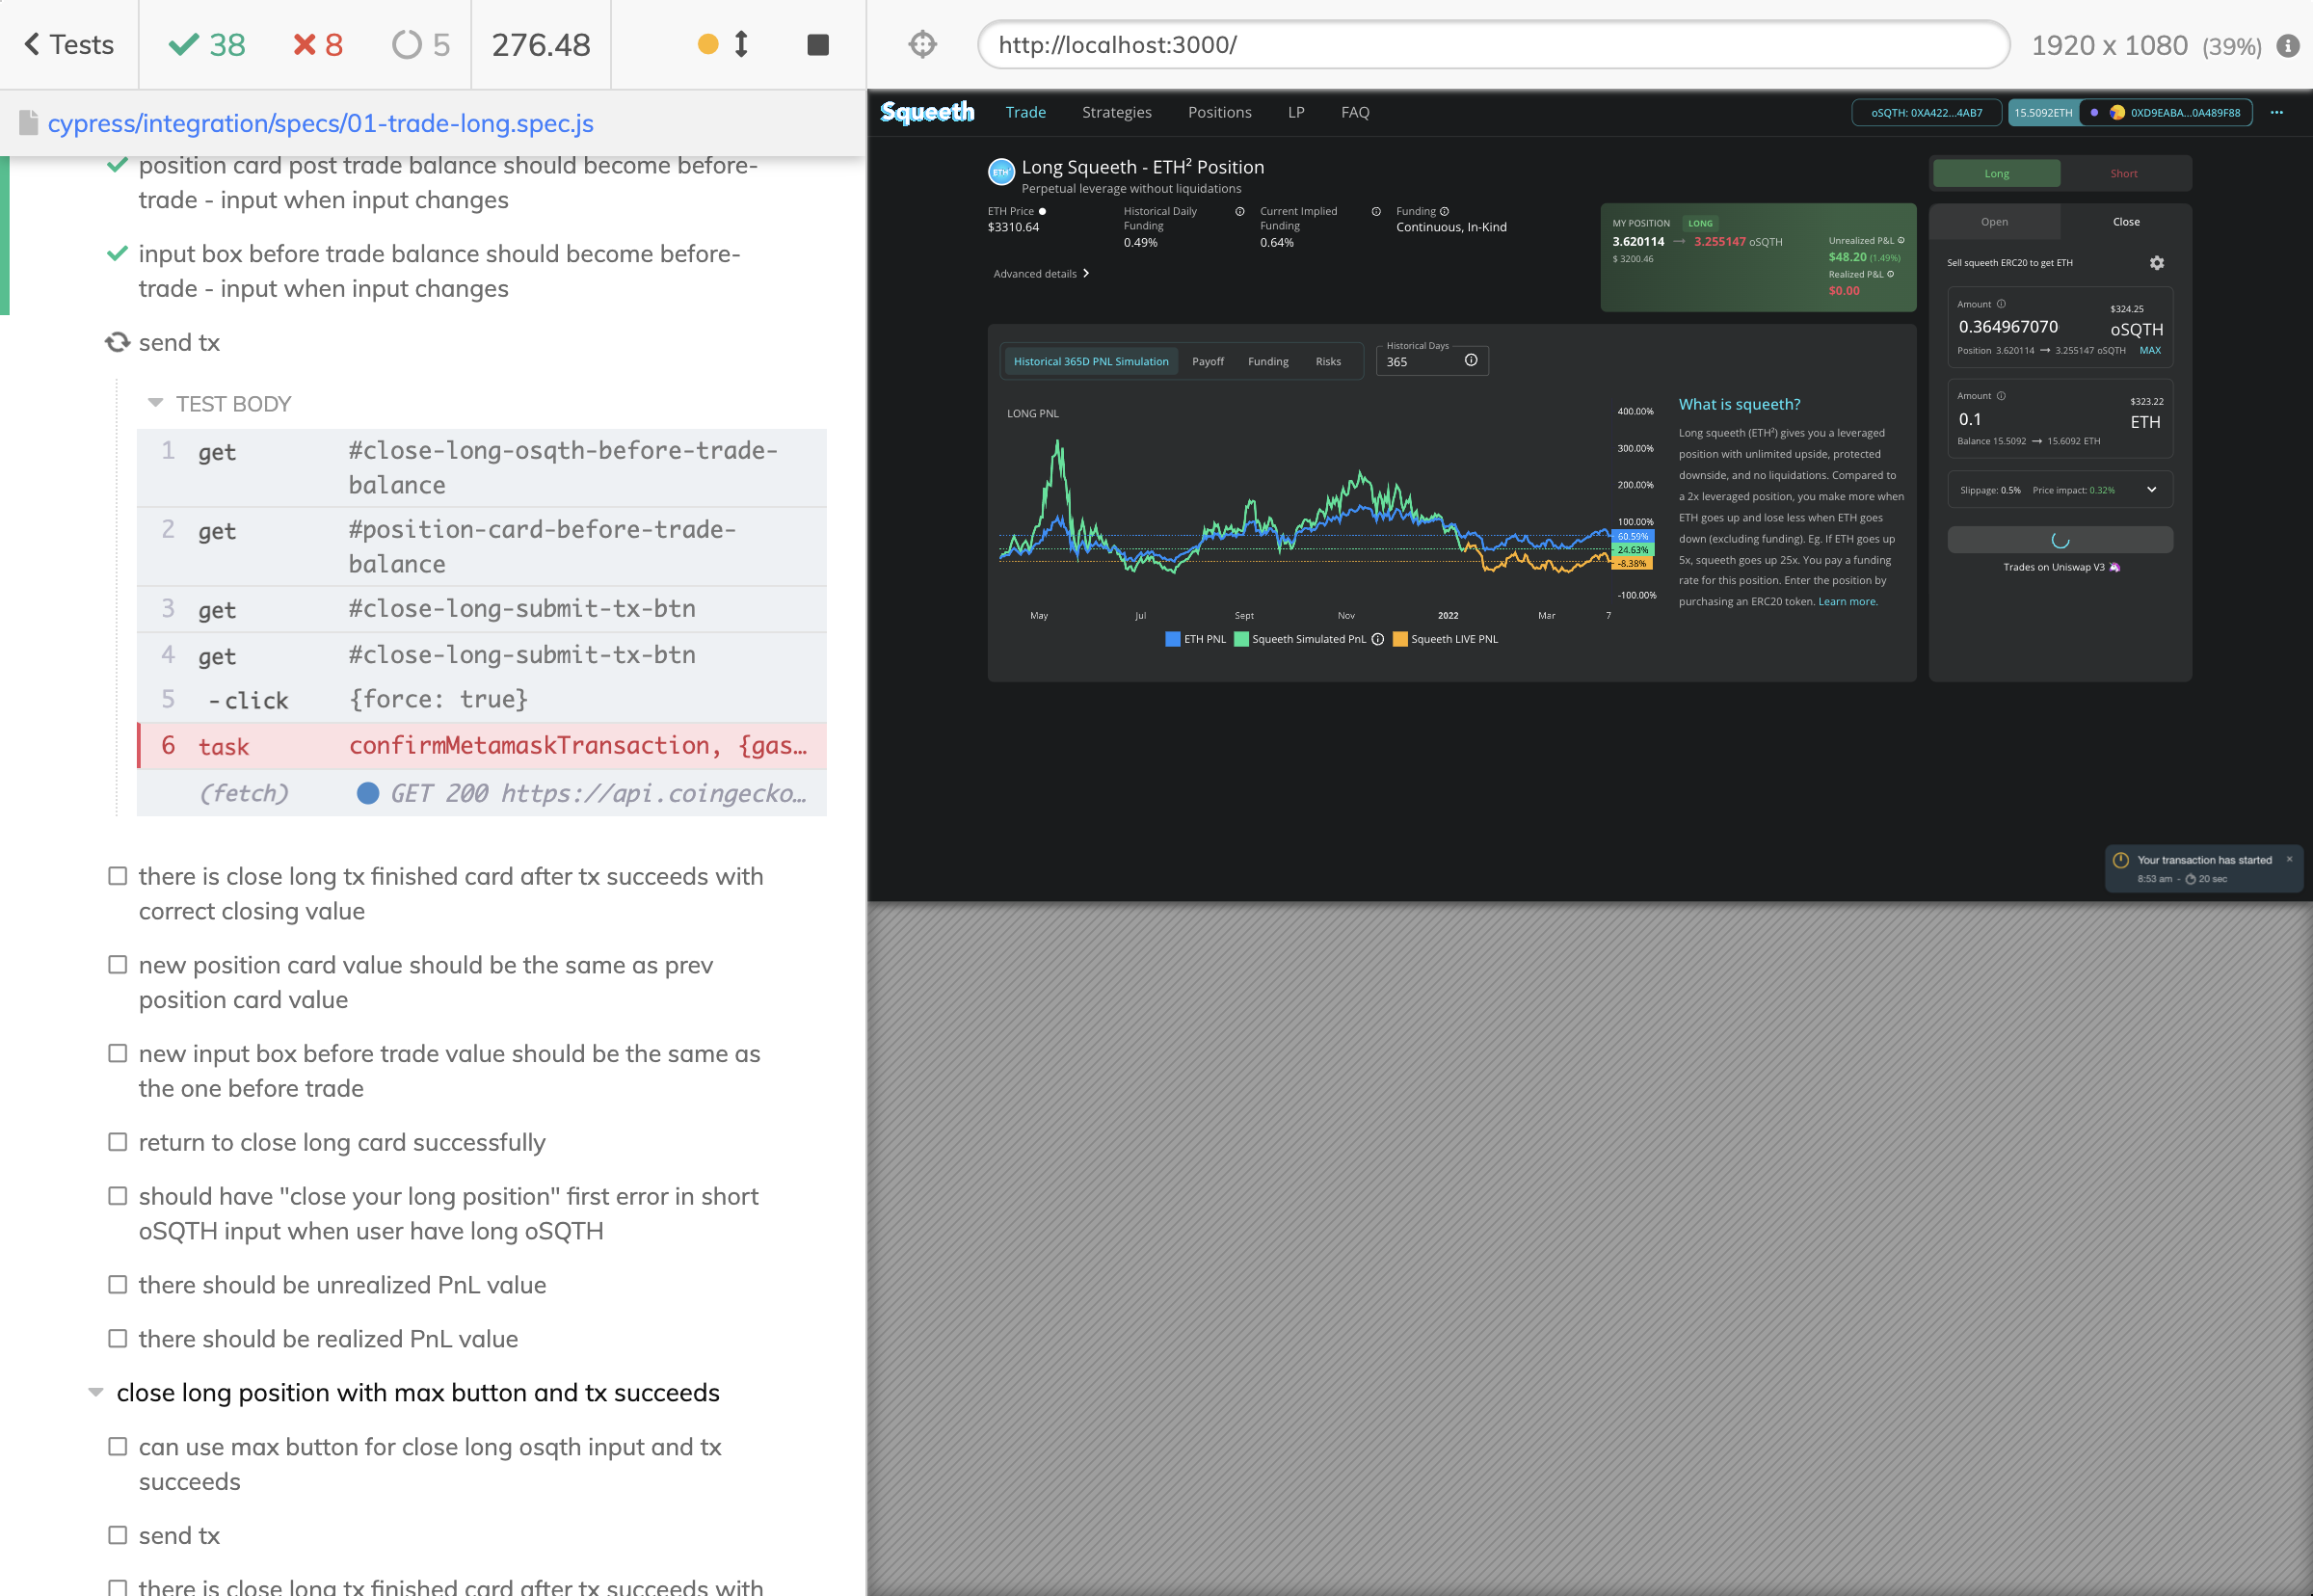 Tests
38
8
5
276.48
http://localhost:3000/
1920 x 1080 (39%)
cypress/integration/specs/01-trade-long.spec.js
position card post trade balance should become before-
trade - input when input changes
input box before trade balance should become before-
trade - input when input changes
send tx
TEST BODY
1 get #close-long-osqth-before-trade-
balance
2 get #position-card-before-trade-
balance
3 get #close-long-submit-tx-btn
4 get #close-long-submit-tx-btn
5 -click {force: true}
6 task confirmMetamaskTransaction, {gas…
(fetch) GET 200 https://api.coingecko…
there is close long tx finished card after tx succeeds with
correct closing value
new position card value should be the same as prev
position card value
new input box before trade value should be the same as
the one before trade
return to close long card successfully
should have "close your long position" first error in short
oSQTH input when user have long oSQTH
there should be unrealized PnL value
there should be realized PnL value
close long position with max button and tx succeeds
can use max button for close long osqth input and tx
succeeds
send tx
there is close long tx finished card after tx succeeds with
Squeeth
Trade
Strategies
Positions
LP
FAQ
oSQTH: 0XA422...4AB7
15.5092ETH
0XD9EABA...0A489F88
ETH²
Long Squeeth - ETH² Position
Perpetual leverage without liquidations
ETH Price
$3310.64
Historical Daily
Funding
0.49%
Current Implied
Funding
0.64%
Funding
Continuous, In-Kind
Advanced details
MY POSITION LONG
3.620114 → 3.255147 oSQTH
$ 3200.46
Unrealized P&L
$48.20 (1.49%)
Realized P&L
$0.00
Historical 365D PNL Simulation
Payoff
Funding
Risks
Historical Days
365
LONG PNL
400.00%
300.00%
200.00%
100.00%
60.59%
24.63%
-8.38%
-100.00%
May
Jul
Sept
Nov
2022
Mar
7
ETH PNL
Squeeth Simulated PnL
Squeeth LIVE PNL
What is squeeth?
Long squeeth (ETH²) gives you a leveraged
position with unlimited upside, protected
downside, and no liquidations. Compared to
a 2x leveraged position, you make more when
ETH goes up and lose less when ETH goes
down (excluding funding). Eg. If ETH goes up
5x, squeeth goes up 25x. You pay a funding
rate for this position. Enter the position by
purchasing an ERC20 token. Learn more.
Long
Short
Open
Close
Sell squeeth ERC20 to get ETH
Amount
$324.25
0.364967070
oSQTH
Position 3.620114 → 3.255147 oSQTH MAX
Amount
$323.22
0.1
ETH
Balance 15.5092 → 15.6092 ETH
Slippage: 0.5% Price impact: 0.32%
Trades on Uniswap V3
Your transaction has started
8:53 am - 20 sec